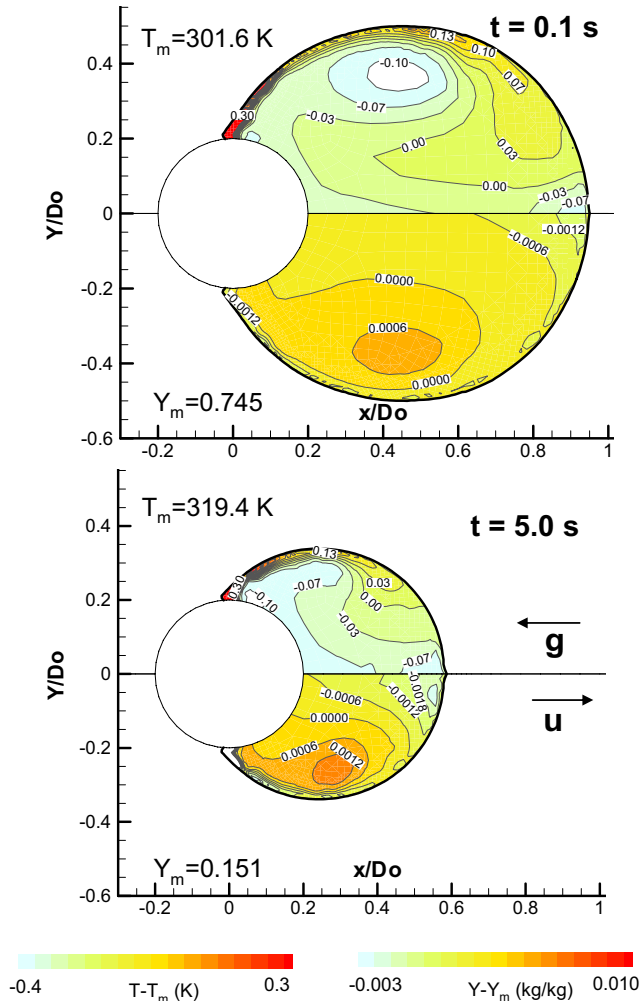 T_m=301.6 K
t = 0.1 s
0.4
0.2
0
-0.2
-0.4
-0.6
Y/Do
0.13
0.10
0.07
-0.10
-0.07
-0.03
0.30
0.00
0.03
0.00
-0.03
-0.07
-0.0012
-0.0006
0.0000
-0.0012
0.0006
0.0000
Y_m=0.745
x/Do
-0.2 0 0.2 0.4 0.6 0.8 1
T_m=319.4 K
t = 5.0 s
0.4
0.2
0
-0.2
-0.4
-0.6
Y/Do
0.13
0.03
0.00
-0.07
0.30
-0.10
-0.03
-0.07
g
u
-0.0018
-0.0012
-0.0006
0.0000
0.0006
0.0012
Y_m=0.151
x/Do
-0.2 0 0.2 0.4 0.6 0.8 1
-0.4 T-T_m (K) 0.3
-0.003 Y-Y_m (kg/kg) 0.010